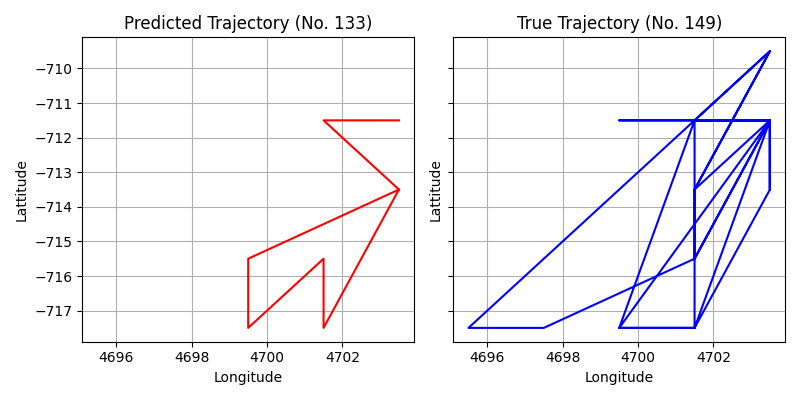 Predicted Trajectory (No. 133)
True Trajectory (No. 149)
Lattitude
−710
−711
−712
−713
−714
−715
−716
−717
4696
4698
4700
4702
Longitude
Lattitude
4696
4698
4700
4702
Longitude